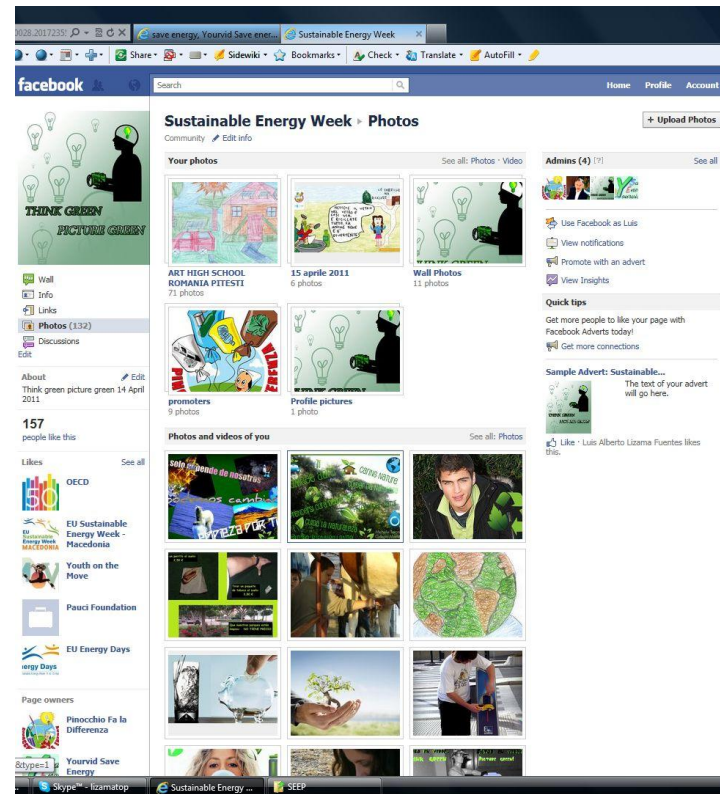 0028.2017235!
save energy, Yourvid Save ener...
Sustainable Energy Week
Share
Sidewiki
Bookmarks
Check
Translate
AutoFill
facebook
Search
Home Profile Account
THINK GREEN
PICTURE GREEN
Wall
Info
Links
Photos (132)
Discussions
Edit
About Edit
Think green picture green 14 April
2011
157
people like this
Likes See all
OECD
EU Sustainable
Energy Week -
Macedonia
Youth on the
Move
Pauci Foundation
EU Energy Days
Page owners
Pinocchio Fa la
Differenza
Yourvid Save
Energy
&type=1
Sustainable Energy Week ▸ Photos
Community Edit info
+ Upload Photos
Your photos See all: Photos · Video
ART HIGH SCHOOL
ROMANIA PITESTI
71 photos
15 aprile 2011
6 photos
Wall Photos
11 photos
promoters
9 photos
Profile pictures
1 photo
Photos and videos of you See all: Photos
solo depende de nosotros
Admins (4) [?] See all
Use Facebook as Luis
View notifications
Promote with an advert
View Insights
Quick tips
Get more people to like your page with
Facebook Adverts today!
Get more connections
Sample Advert: Sustainable...
The text of your advert
will go here.
Like · Luis Alberto Lizama Fuentes likes
this.
Skype™ - lizamatop
Sustainable Energy ...
SEEP